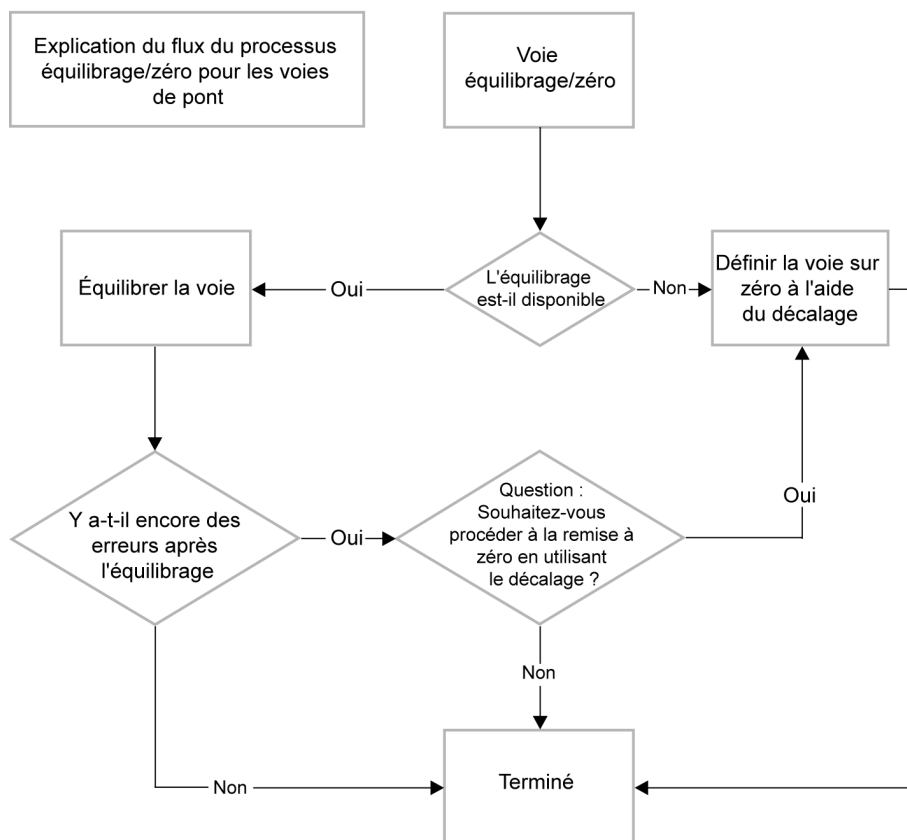 Explication du flux du processus
équilibrage/zéro pour les voies
de pont
Voie
équilibrage/zéro
L'équilibrage
est-il disponible
Oui
Non
Équilibrer la voie
Définir la voie sur
zéro à l'aide
du décalage
Y a-t-il encore des
erreurs après
l'équilibrage
Oui
Question :
Souhaitez-vous
procéder à la remise à
zéro en utilisant
le décalage ?
Oui
Non
Non
Terminé